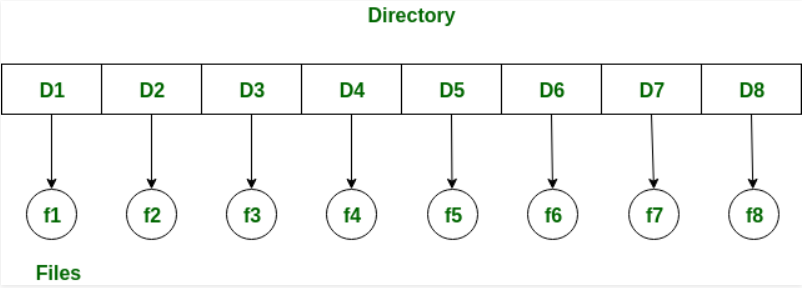 Directory
D1 D2 D3 D4 D5 D6 D7 D8
f1 f2 f3 f4 f5 f6 f7 f8
Files